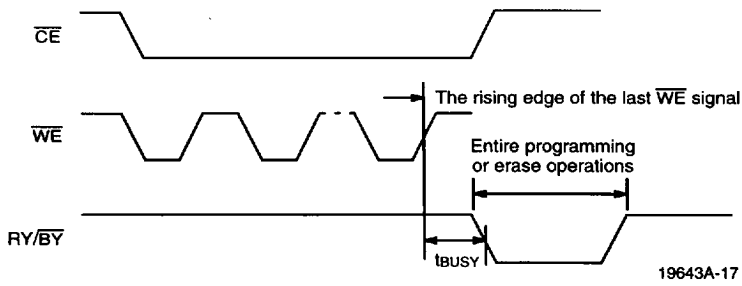 CE
The rising edge of the last WE signal
WE
Entire programming
or erase operations
RY/BY
tBUSY
19643A-17